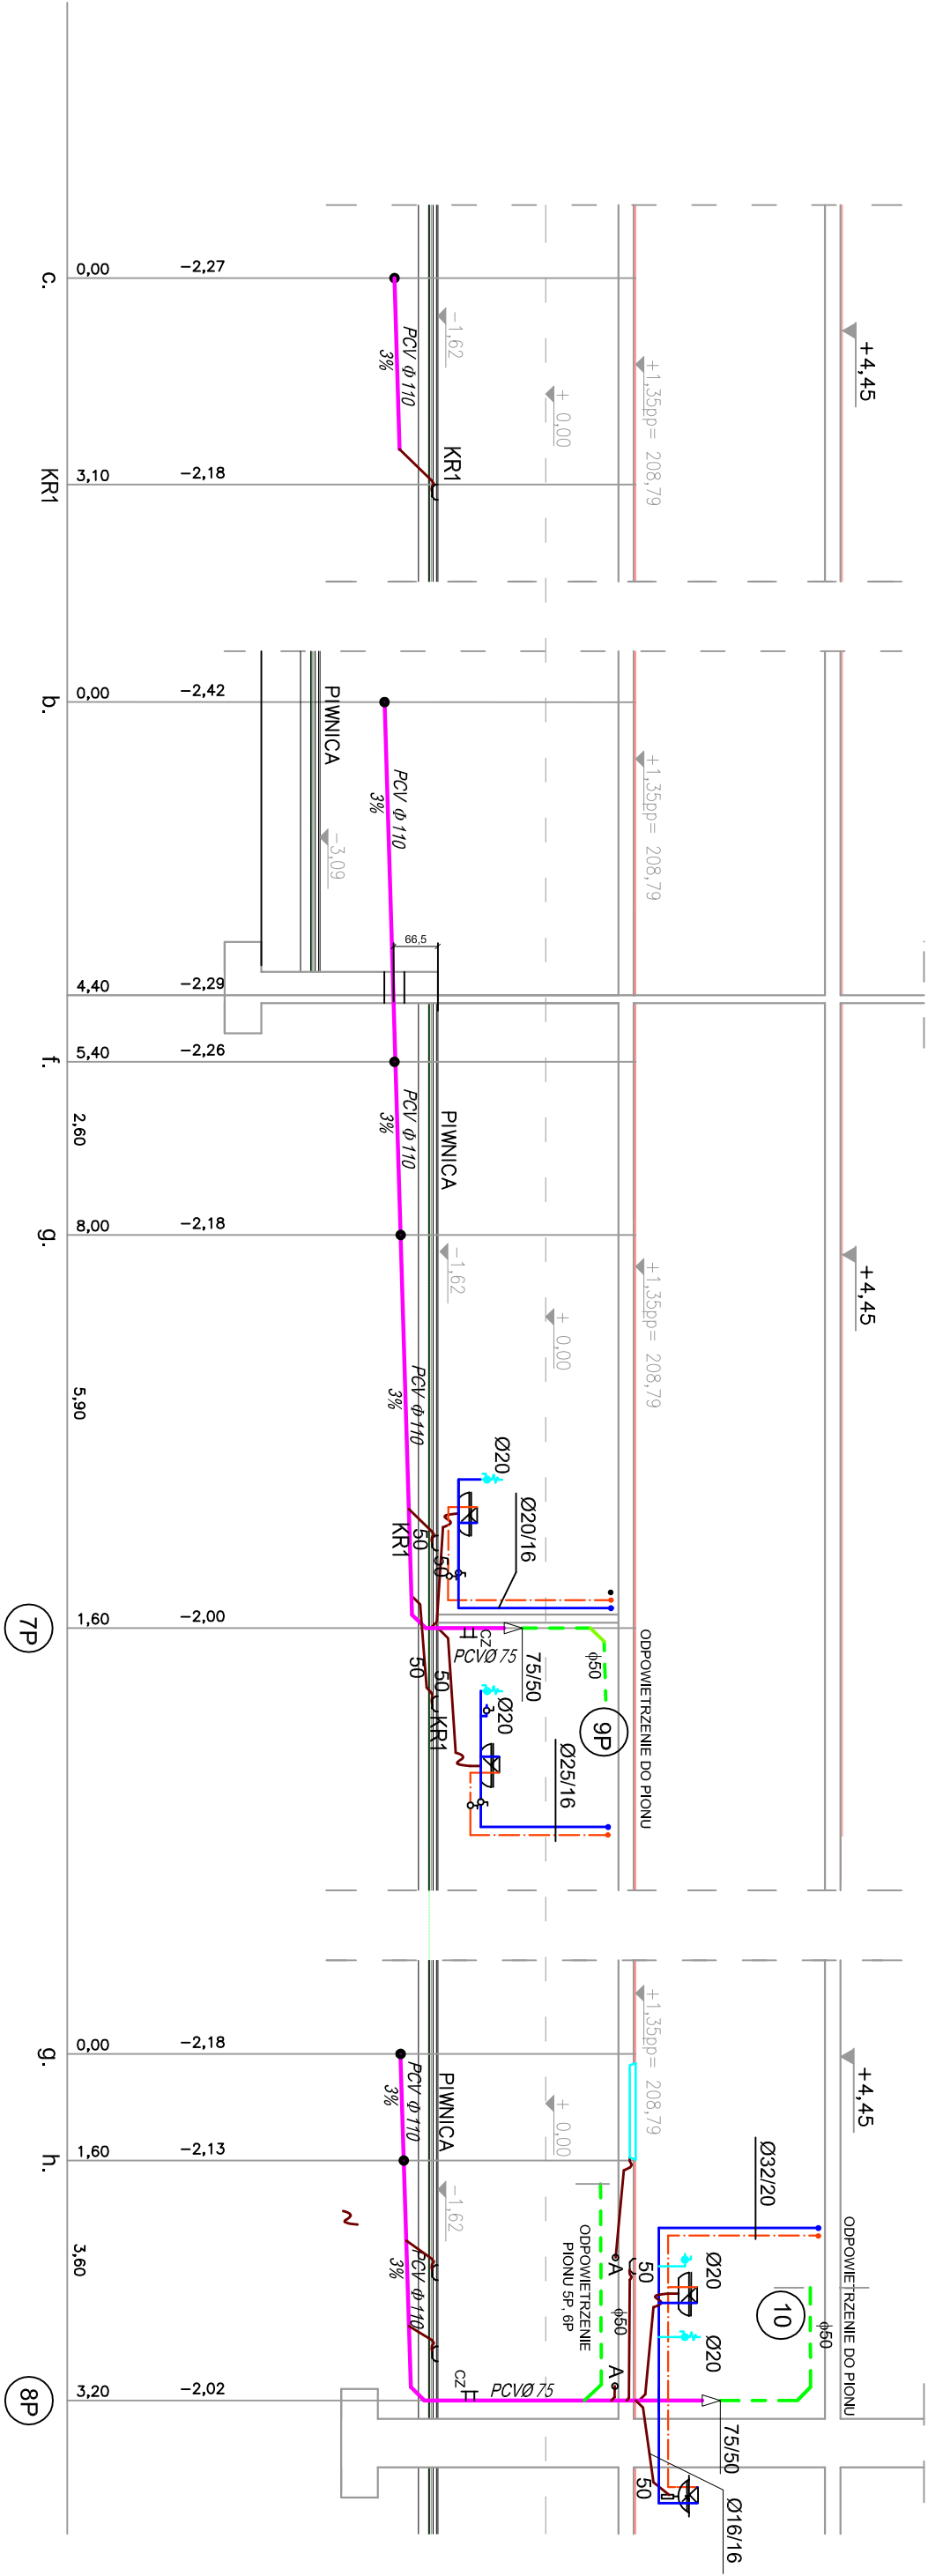 +4,45
+1,35pp= 208,79
+ 0,00
-1,62
KR1
PCV Φ 110
3%
-2,27
-2,18
0,00
3,10
c.
KR1
+1,35pp= 208,79
PIWNICA
-3,09
PCV Φ 110
3%
66,5
-2,42
-2,29
0,00
4,40
b.
+4,45
+1,35pp= 208,79
+ 0,00
PIWNICA
-1,62
PCV Φ 110
3%
PCV Φ 110
3%
-2,26
-2,18
5,40
2,60
8,00
5,90
f.
g.
Ø20
Ø20/16
50
50
KR1
ODPOWIETRZENIE DO PIONU
9P
ϕ50
75/50
CZ
PCVØ 75
50
50
KR1
Ø20
Ø25/16
-2,00
1,60
7P
+4,45
+1,35pp= 208,79
+ 0,00
PIWNICA
-1,62
PCV Φ 110
3%
PCV Φ 110
3%
-2,18
-2,13
-2,02
0,00
1,60
3,60
3,20
g.
h.
8P
ODPOWIETRZENIE DO PIONU
ϕ50
10
Ø32/20
Ø20
Ø20
50
A
ODPOWIETRZENIE
PIONU 5P, 6P
ϕ50
A
CZ
PCVØ 75
75/50
50
Ø16/16